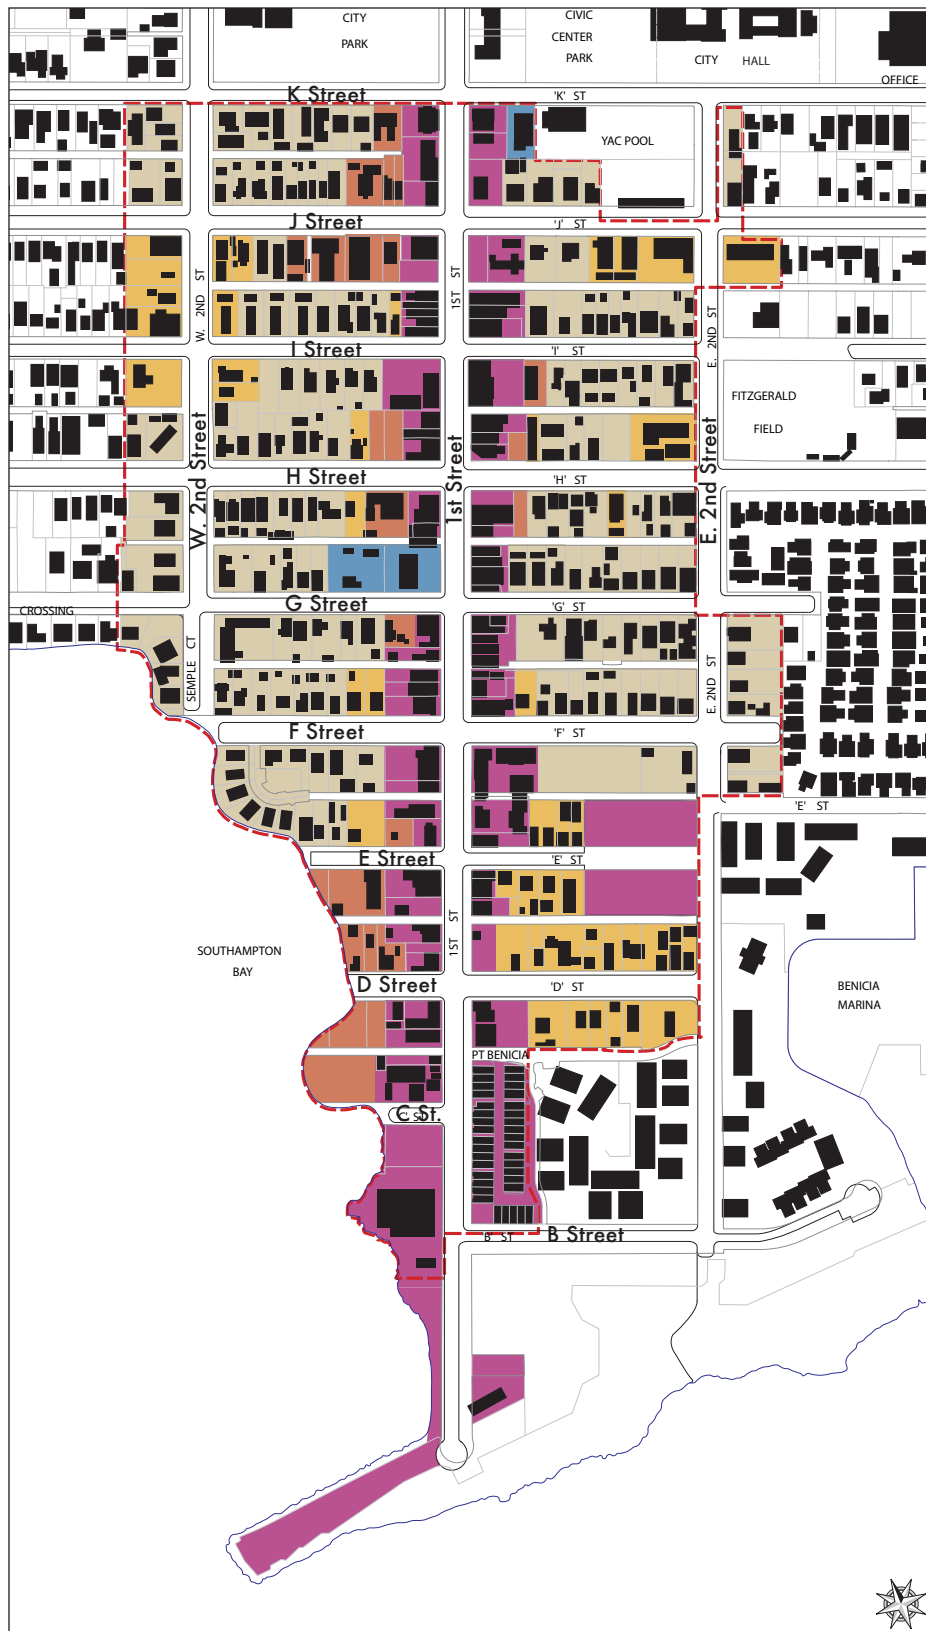 CITY
PARK
CIVIC
CENTER
PARK
CITY HALL
OFFICE
K Street
'K' ST
YAC POOL
J Street
'J' ST
W. 2ND ST
1ST ST
E. 2ND ST
I Street
'I' ST
FITZGERALD
FIELD
W. 2nd Street
1st Street
E. 2nd Street
H Street
'H' ST
G Street
'G' ST
CROSSING
SEMPLE CT
E. 2ND ST
F Street
'F' ST
'E' ST
E Street
'E' ST
1ST ST
SOUTHAMPTON
BAY
D Street
'D' ST
BENICIA
MARINA
PT BENICIA
C St.
B Street
B' ST